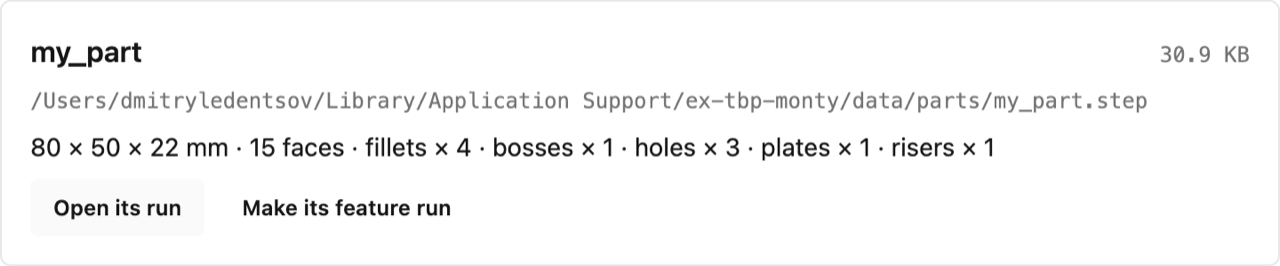 my_part
30.9 KB
/Users/dmitryledentsov/Library/Application Support/ex-tbp-monty/data/parts/my_part.step
80 × 50 × 22 mm · 15 faces · fillets × 4 · bosses × 1 · holes × 3 · plates × 1 · risers × 1
Open its run
Make its feature run